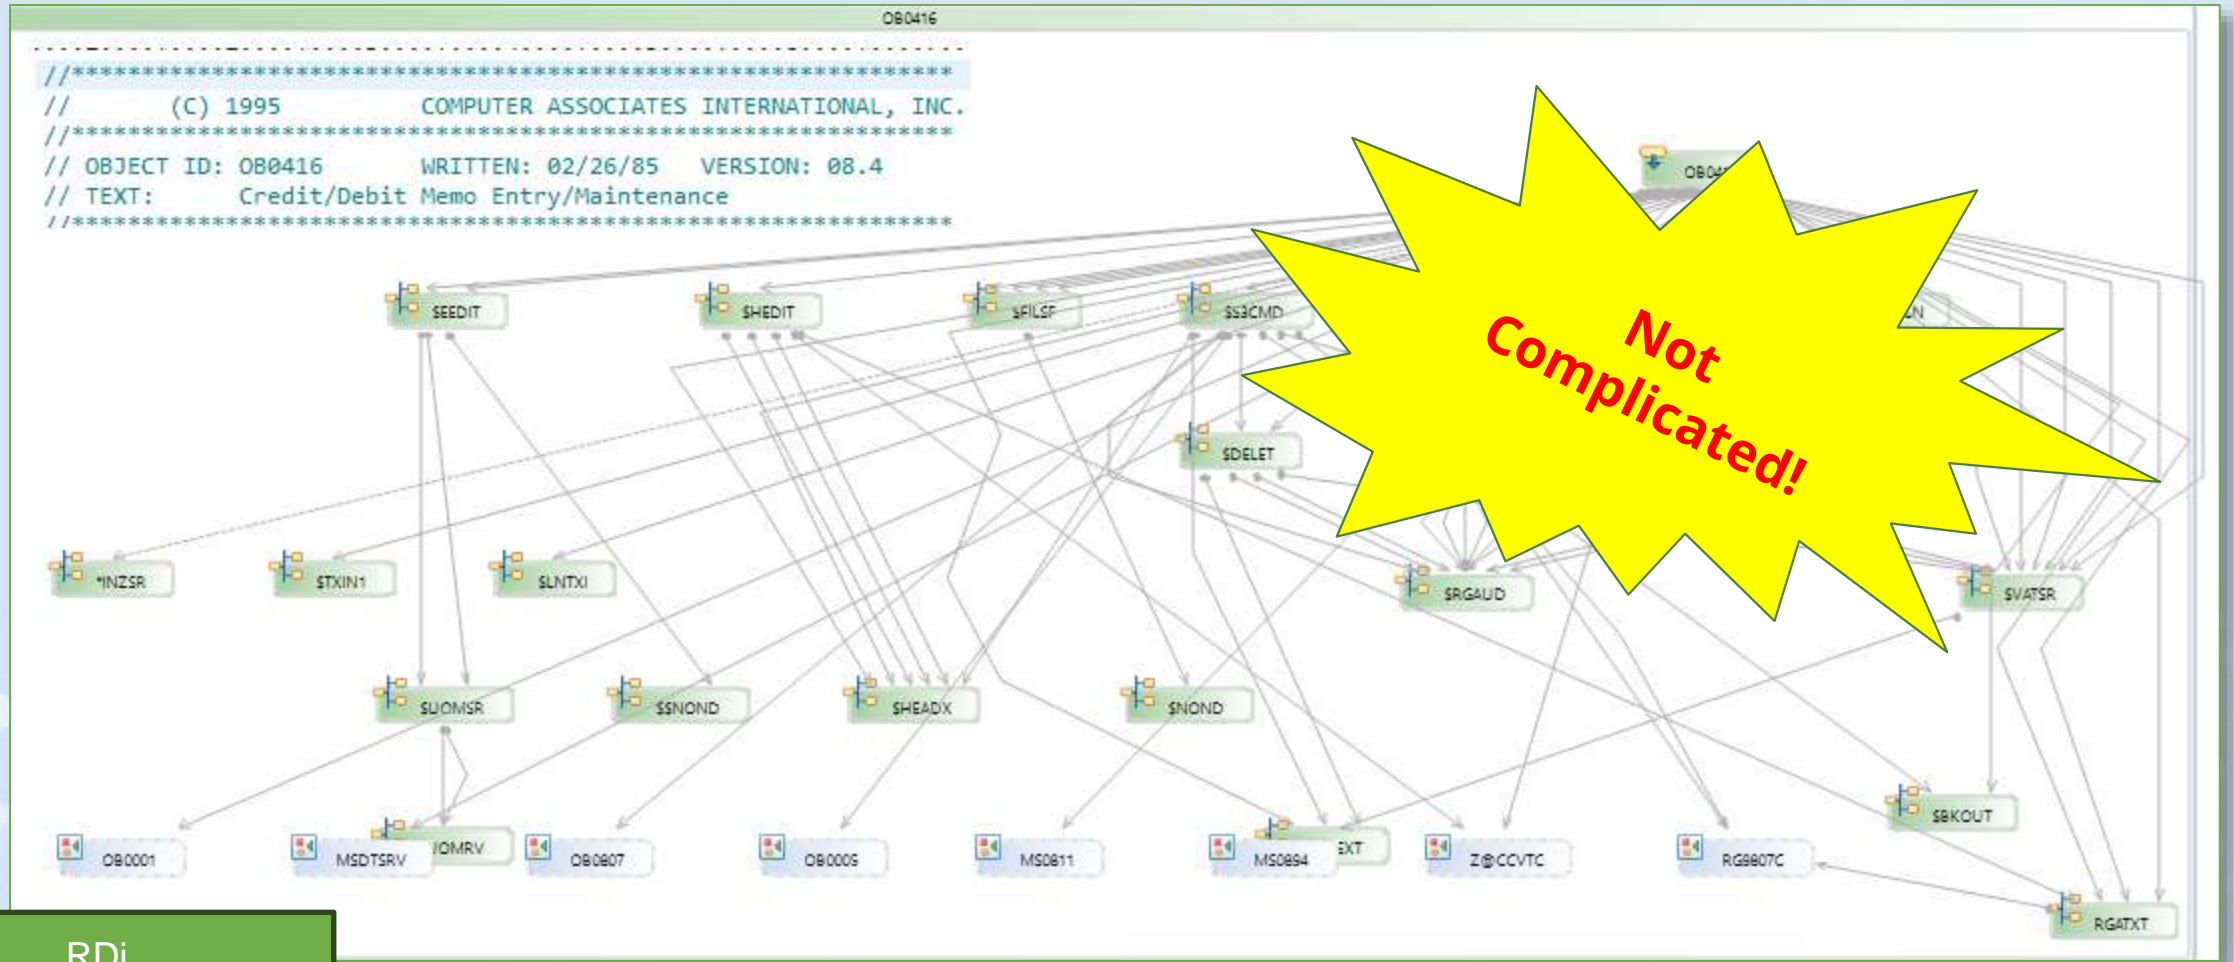 OB0416
//**************************************************************
// (C) 1995 COMPUTER ASSOCIATES INTERNATIONAL, INC.
//**************************************************************
// OBJECT ID: OB0416 WRITTEN: 02/26/85 VERSION: 08.4
// TEXT: Credit/Debit Memo Entry/Maintenance
//**************************************************************
Not
Complicated!
$EEDIT
$HEDIT
$FILSF
$S3CMD
$DELET
*INZSR
$TXIN1
$LNTXI
$RGAUD
$VATSR
$UOMSR
$SNOND
$HEADX
$NOND
$BKOUT
OB0001
MSDTSRV
OMRV
OB0807
OB0005
MS0811
MS0894
EXT
Z@CCVTC
RG9807C
RGATXT
RDi